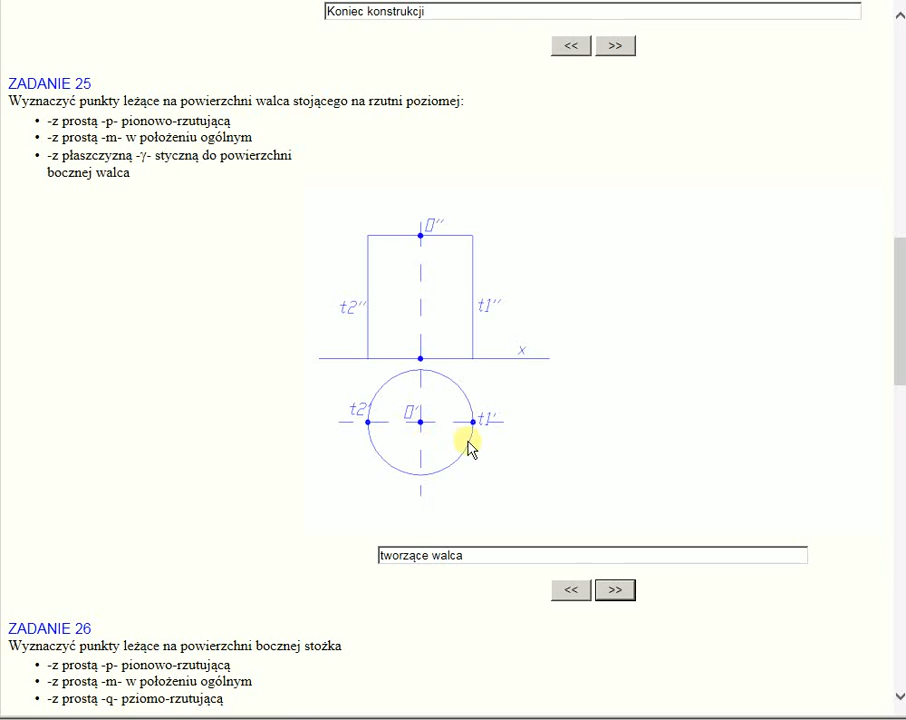 Koniec konstrukcji
<< >>
ZADANIE 25
Wyznaczyć punkty leżące na powierzchni walca stojącego na rzutni poziomej:
• -z prostą -p- pionowo-rzutującą
• -z prostą -m- w położeniu ogólnym
• -z płaszczyzną -γ- styczną do powierzchni
bocznej walca
0''
t2'' t1''
x
t2' 0' t1'
tworzące walca
<< >>
ZADANIE 26
Wyznaczyć punkty leżące na powierzchni bocznej stożka
• -z prostą -p- pionowo-rzutującą
• -z prostą -m- w położeniu ogólnym
• -z prostą -q- pziomo-rzutującą